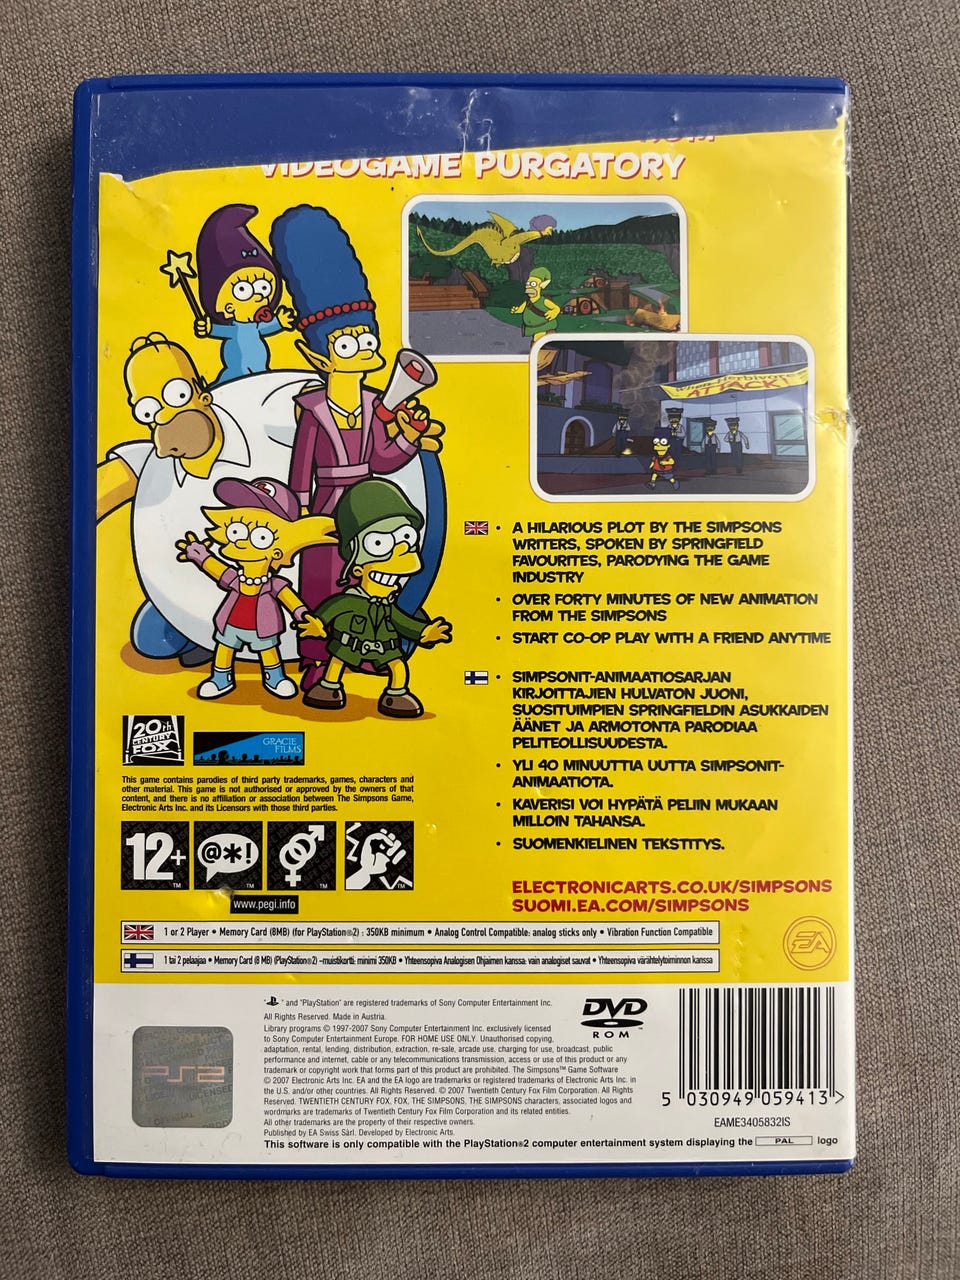 VIDEOGAME PURGATORY
When Herbivores
ATTACK!
• A HILARIOUS PLOT BY THE SIMPSONS
WRITERS, SPOKEN BY SPRINGFIELD
FAVOURITES, PARODYING THE GAME
INDUSTRY
• OVER FORTY MINUTES OF NEW ANIMATION
FROM THE SIMPSONS
• START CO-OP PLAY WITH A FRIEND ANYTIME
• SIMPSONIT-ANIMAATIOSARJAN
KIRJOITTAJIEN HULVATON JUONI,
SUOSITUIMPIEN SPRINGFIELDIN ASUKKAIDEN
ÄÄNET JA ARMOTONTA PARODIAA
PELITEOLLISUUDESTA.
• YLI 40 MINUUTTIA UUTTA SIMPSONIT-
ANIMAATIOTA.
• KAVERISI VOI HYPÄTÄ PELIIN MUKAAN
MILLOIN TAHANSA.
• SUOMENKIELINEN TEKSTITYS.
20th
CENTURY
FOX
GRACIE
FILMS
This game contains parodies of third party trademarks, games, characters and
other material. This game is not authorised or approved by the owners of that
content, and there is no affiliation or association between The Simpsons Game,
Electronic Arts Inc. and its Licensors with those third parties.
12+
TM
@*!
TM
TM
TM
www.pegi.info
ELECTRONICARTS.CO.UK/SIMPSONS
SUOMI.EA.COM/SIMPSONS
1 or 2 Player • Memory Card (8MB) (for PlayStation®2) : 350KB minimum • Analog Control Compatible: analog sticks only • Vibration Function Compatible
1 tai 2 pelaajaa • Memory Card (8 MB) (PlayStation®2) -muistikortti: minimi 350KB • Yhteensopiva Analogisen Ohjaimen kanssa: vain analogiset sauvat • Yhteensopiva värähtelytoiminnon kanssa
EA
" " and "PlayStation" are registered trademarks of Sony Computer Entertainment Inc.
All Rights Reserved. Made in Austria.
Library programs © 1997-2007 Sony Computer Entertainment Inc. exclusively licensed
to Sony Computer Entertainment Europe. FOR HOME USE ONLY. Unauthorised copying,
adaptation, rental, lending, distribution, extraction, re-sale, arcade use, charging for use, broadcast, public
performance and internet, cable or any telecommunications transmission, access or use of this product or any
trademark or copyright work that forms part of this product are prohibited. The Simpsons™ Game Software
© 2007 Electronic Arts Inc. EA and the EA logo are trademarks or registered trademarks of Electronic Arts Inc. in
the U.S. and/or other countries. All Rights Reserved. © 2007 Twentieth Century Fox Film Corporation. All Rights
Reserved. TWENTIETH CENTURY FOX, FOX, THE SIMPSONS, THE SIMPSONS characters, associated logos and
wordmarks are trademarks of Twentieth Century Fox Film Corporation and its related entities.
All other trademarks are the property of their respective owners.
Published by EA Swiss Sàrl. Developed by Electronic Arts.
This software is only compatible with the PlayStation®2 computer entertainment system displaying the PAL logo
PS2
DVD
ROM
5 030949 059413 >
EAME3405832IS